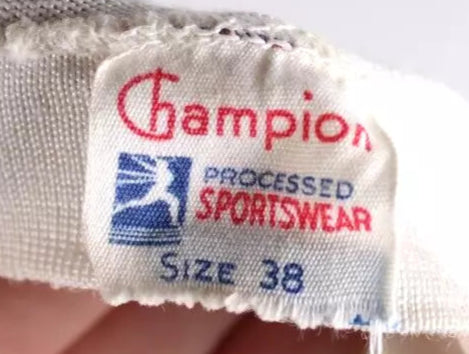 Champion
PROCESSED
SPORTSWEAR
SIZE 38